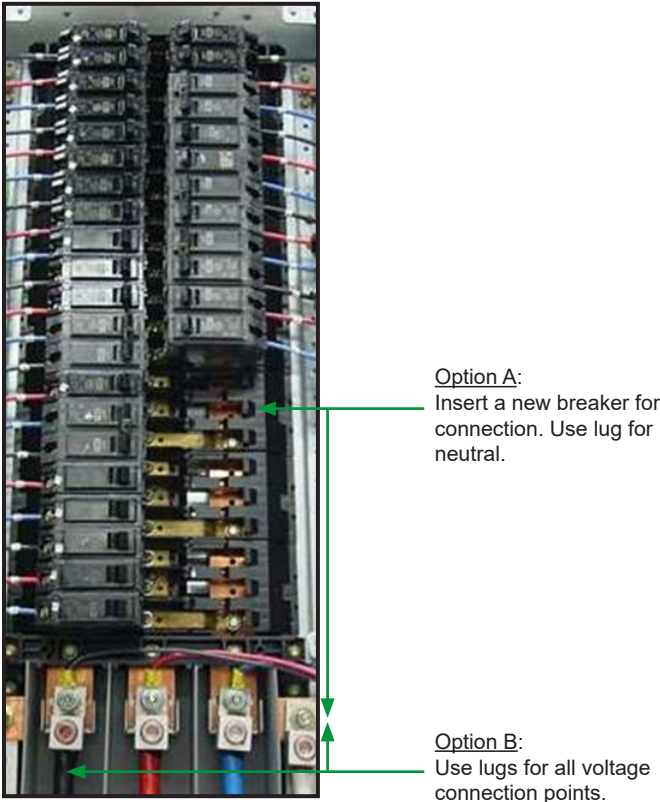 Option A:
Insert a new breaker for
connection. Use lug for
neutral.
Option B:
Use lugs for all voltage
connection points.